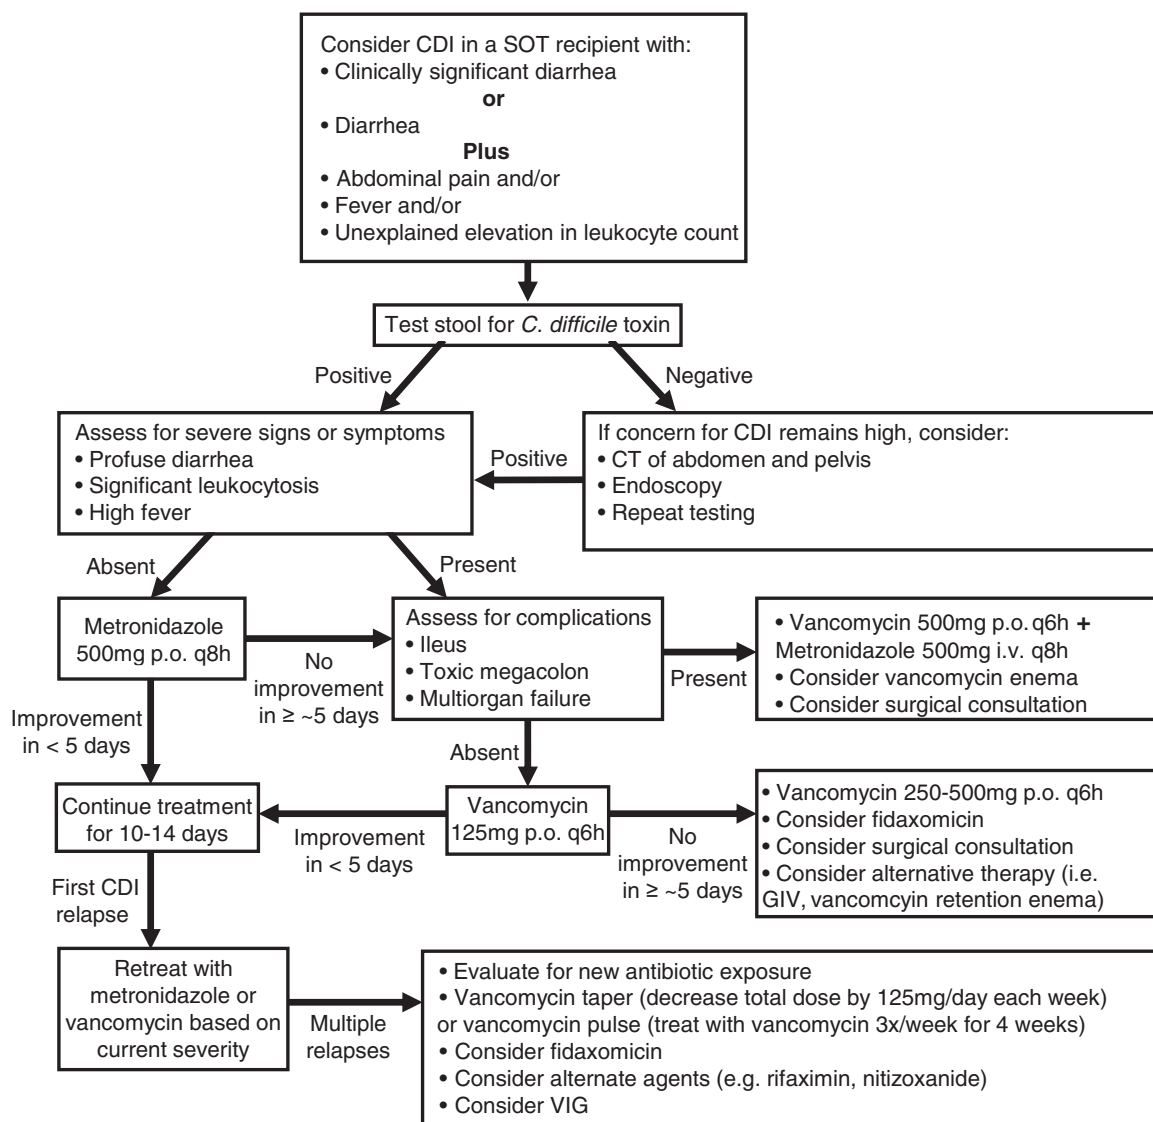 Consider CDI in a SOT recipient with:
• Clinically significant diarrhea
or
• Diarrhea
Plus
• Abdominal pain and/or
• Fever and/or
• Unexplained elevation in leukocyte count
Test stool for C. difficile toxin
Positive
Negative
Assess for severe signs or symptoms
• Profuse diarrhea
• Significant leukocytosis
• High fever
Positive
If concern for CDI remains high, consider:
• CT of abdomen and pelvis
• Endoscopy
• Repeat testing
Absent
Present
Metronidazole
500mg p.o. q8h
No
improvement
in ≥ ~5 days
Assess for complications
• Ileus
• Toxic megacolon
• Multiorgan failure
Present
• Vancomycin 500mg p.o. q6h +
Metronidazole 500mg i.v. q8h
• Consider vancomycin enema
• Consider surgical consultation
Improvement
in < 5 days
Absent
Continue treatment
for 10-14 days
Improvement
in < 5 days
Vancomycin
125mg p.o. q6h
No
improvement
in ≥ ~5 days
• Vancomycin 250-500mg p.o. q6h
• Consider fidaxomicin
• Consider surgical consultation
• Consider alternative therapy (i.e.
GIV, vancomcyin retention enema)
First CDI
relapse
Retreat with
metronidazole or
vancomycin based on
current severity
Multiple
relapses
• Evaluate for new antibiotic exposure
• Vancomycin taper (decrease total dose by 125mg/day each week)
or vancomycin pulse (treat with vancomycin 3x/week for 4 weeks)
• Consider fidaxomicin
• Consider alternate agents (e.g. rifaximin, nitizoxanide)
• Consider VIG